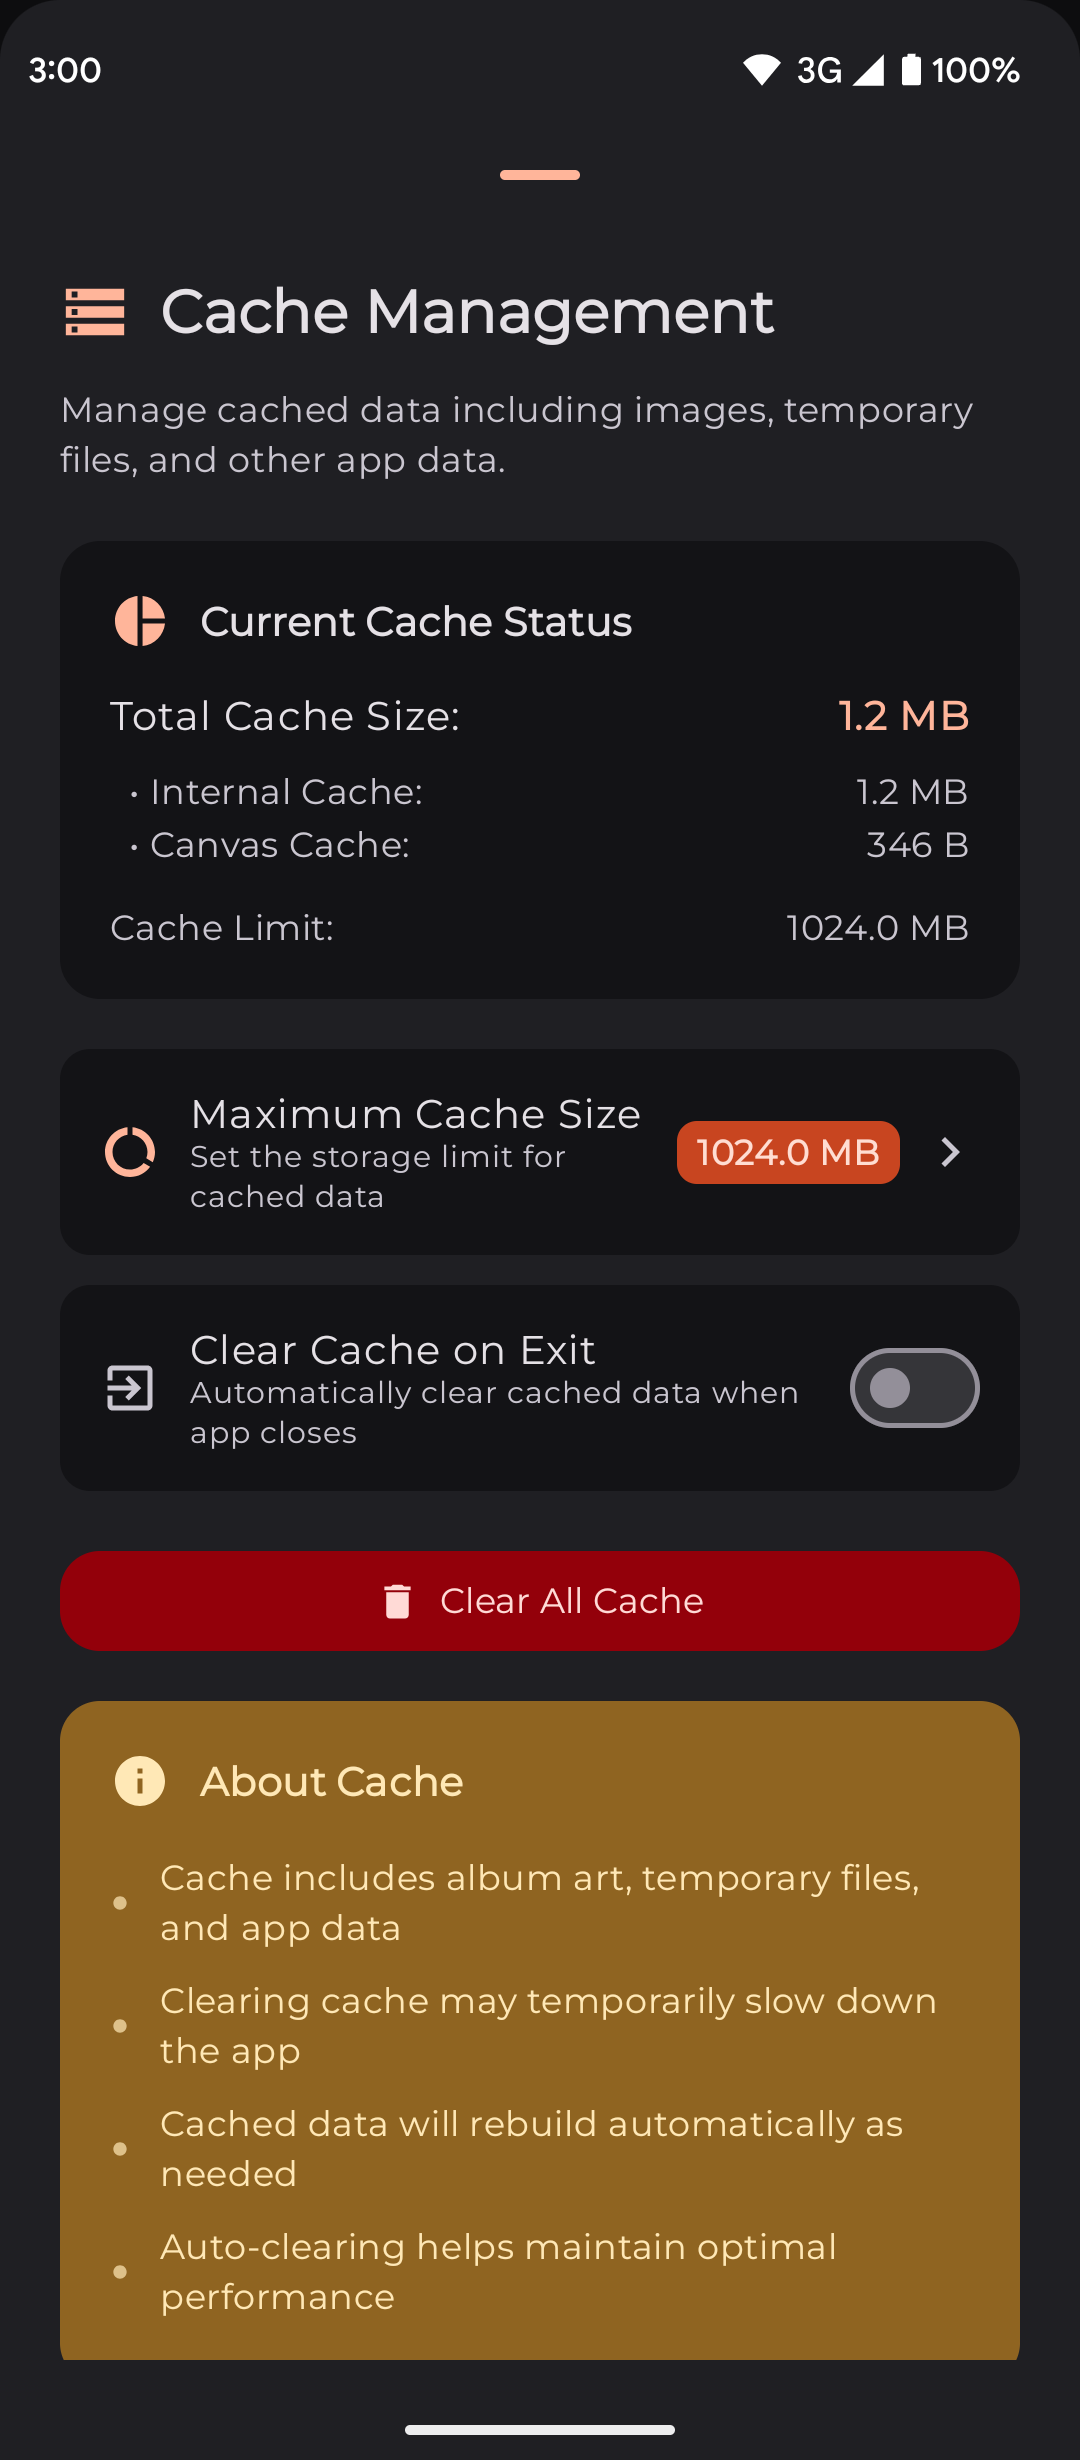 3:00
3G
100%
Cache Management
Manage cached data including images, temporary
files, and other app data.
Current Cache Status
Total Cache Size:
1.2 MB
• Internal Cache:
1.2 MB
• Canvas Cache:
346 B
Cache Limit:
1024.0 MB
Maximum Cache Size
Set the storage limit for
cached data
1024.0 MB
Clear Cache on Exit
Automatically clear cached data when
app closes
Clear All Cache
About Cache
• Cache includes album art, temporary files,
and app data
• Clearing cache may temporarily slow down
the app
• Cached data will rebuild automatically as
needed
• Auto-clearing helps maintain optimal
performance